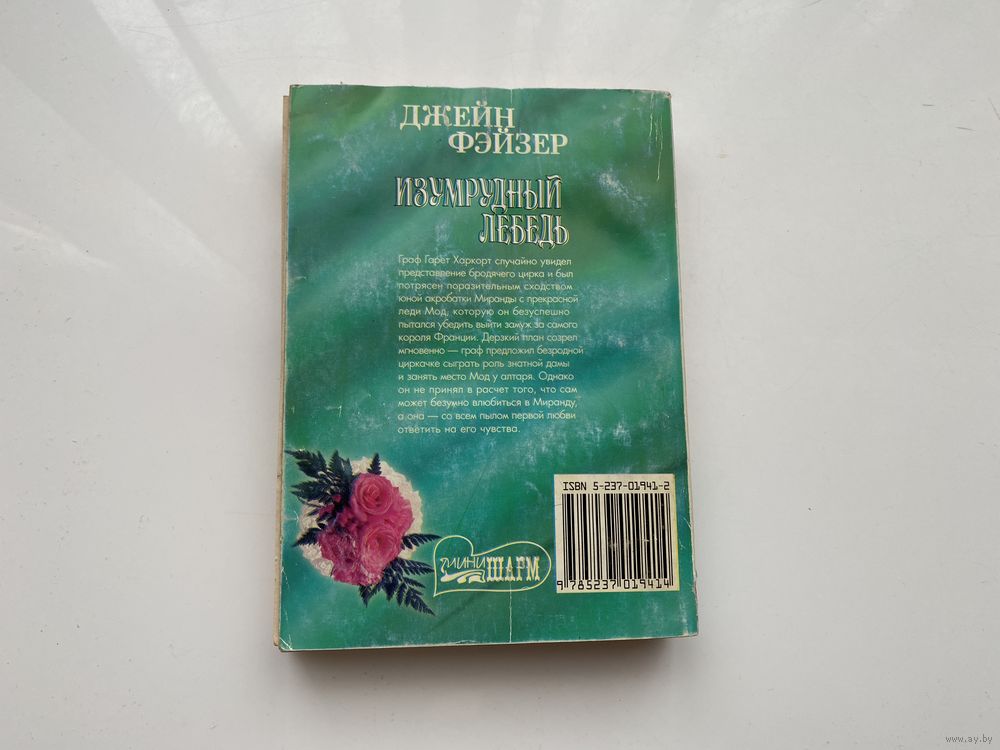 ДЖЕЙН
ФЭЙЗЕР
ИЗУМРУДНЫЙ
ЛЕБЕДЬ
Граф Гарет Харкорт случайно увидел
представление бродячего цирка и был
потрясен поразительным сходством
юной акробатки Миранды с прекрасной
леди Мод, которую он безуспешно
пытался убедить выйти замуж за самого
короля Франции. Дерзкий план созрел
мгновенно — граф предложил безродной
циркачке сыграть роль знатной дамы
и занять место Мод у алтаря. Однако
он не принял в расчет того, что сам
может безумно влюбиться в Миранду,
а она — со всем пылом первой любви
ответить на его чувства.
ISBN 5-237-01941-2
МИНИ ШАРМ
9 785237 019414
www.ay.by